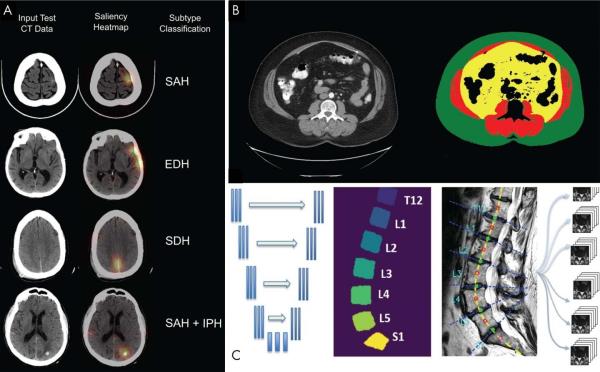 A
Input Test
CT Data
Saliency
Heatmap
Subtype
Classification
SAH
EDH
SDH
SAH + IPH
B
T12
L1
L2
L3
L4
L5
S1
C